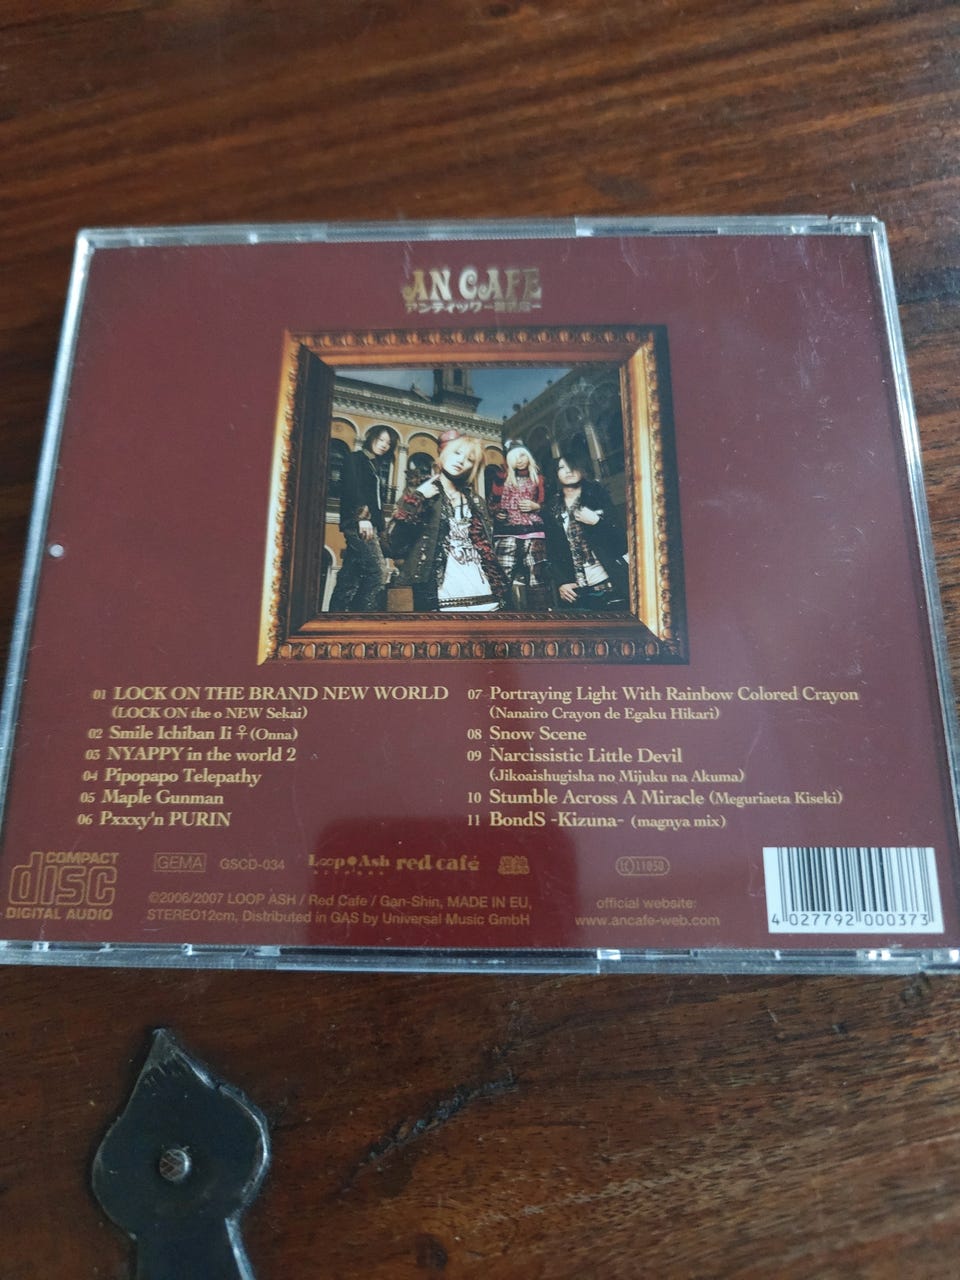 AN CAFE
アンティック-珈琲店-
01 LOCK ON THE BRAND NEW WORLD
(LOCK ON the o NEW Sekai)
02 Smile Ichiban Ii ♀ (Onna)
03 NYAPPY in the world 2
04 Pipopapo Telepathy
05 Maple Gunman
06 Pxxxy'n PURIN
07 Portraying Light With Rainbow Colored Crayon
(Nanairo Crayon de Egaku Hikari)
08 Snow Scene
09 Narcissistic Little Devil
(Jikoaishugisha no Mijuku na Akuma)
10 Stumble Across A Miracle (Meguriaeta Kiseki)
11 BondS -Kizuna- (magnya mix)
COMPACT
disc
DIGITAL AUDIO
GEMA GSCD-034 Loop Ash red café LC 11050
©2006/2007 LOOP ASH / Red Cafe / Gan-Shin, MADE IN EU,
STEREO12cm, Distributed in GAS by Universal Music GmbH
official website:
www.ancafe-web.com
4 027792 000373